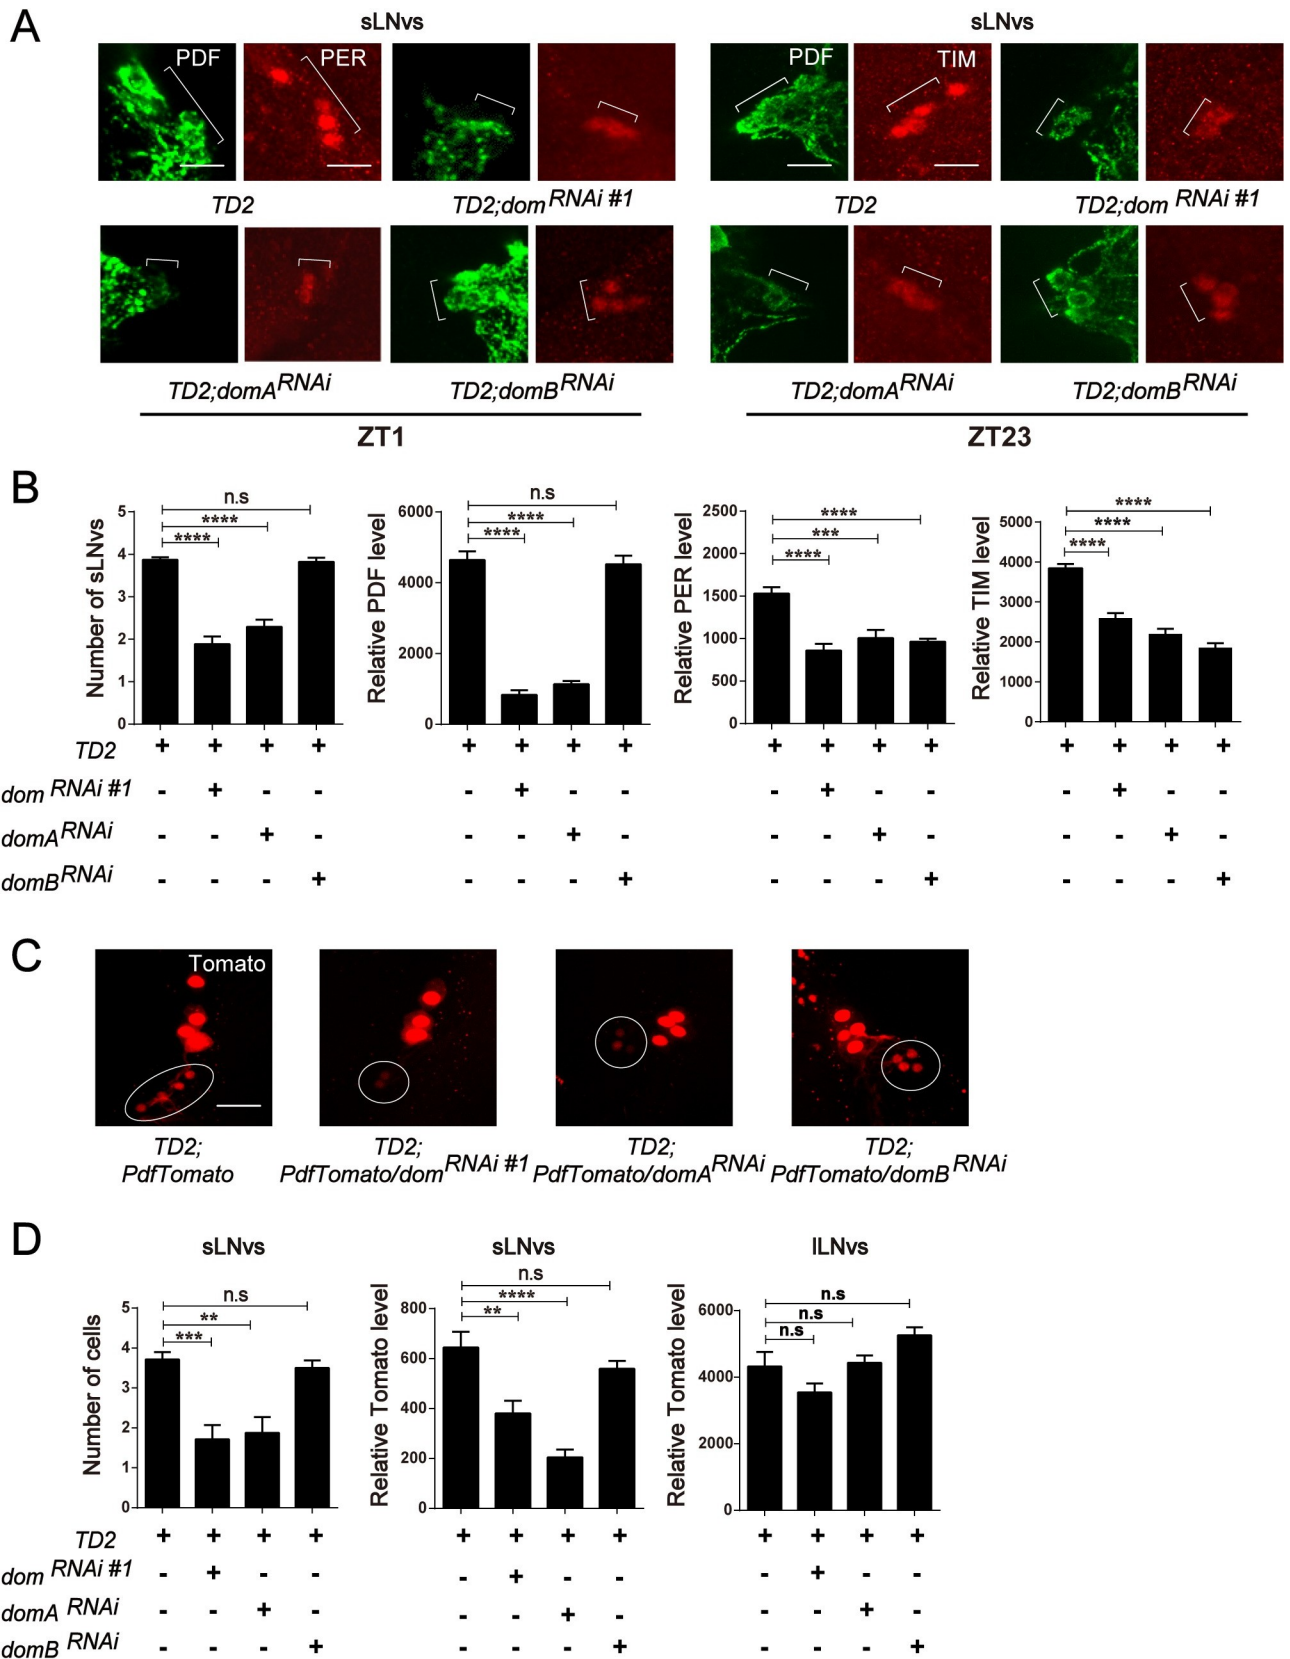 A
sLNvs sLNvs
PDF PER PDF TIM
TD2 TD2;dom RNAi #1 TD2 TD2;dom RNAi #1
TD2;domA RNAi TD2;domB RNAi TD2;domA RNAi TD2;domB RNAi
ZT1 ZT23
B
Number of sLNvs
5
4
3
2
1
0
n.s
****
****
Relative PDF level
6000
4000
2000
0
n.s
****
****
Relative PER level
2500
2000
1500
1000
500
0
****
***
****
Relative TIM level
5000
4000
3000
2000
1000
0
****
****
****
TD2 + + + + + + + + + + + + + + + +
dom RNAi #1 - + - - - + - - - + - - - + - -
domA RNAi - - + - - - + - - - + - - - + -
domB RNAi - - - + - - - + - - - + - - - +
C
Tomato
TD2; TD2; TD2; TD2;
PdfTomato PdfTomato/dom RNAi #1 PdfTomato/domA RNAi PdfTomato/domB RNAi
D
sLNvs sLNvs lLNvs
Number of cells
5
4
3
2
1
0
n.s
**
***
Relative Tomato level
800
600
400
200
0
n.s
****
**
Relative Tomato level
6000
4000
2000
0
n.s
n.s
n.s
TD2 + + + + + + + + + + + +
dom RNAi #1 - + - - - + - - - + - -
domA RNAi - - + - - - + - - - + -
domB RNAi - - - + - - - + - - - +